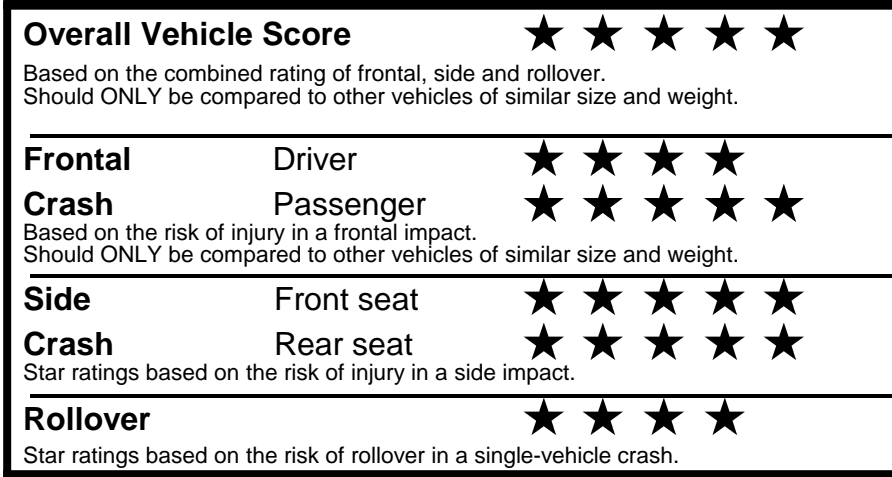 Overall Vehicle Score ★ ★ ★ ★ ★
Based on the combined rating of frontal, side and rollover.
Should ONLY be compared to other vehicles of similar size and weight.
Frontal Driver ★ ★ ★ ★
Crash Passenger ★ ★ ★ ★ ★
Based on the risk of injury in a frontal impact.
Should ONLY be compared to other vehicles of similar size and weight.
Side Front seat ★ ★ ★ ★ ★
Crash Rear seat ★ ★ ★ ★ ★
Star ratings based on the risk of injury in a side impact.
Rollover ★ ★ ★ ★
Star ratings based on the risk of rollover in a single-vehicle crash.